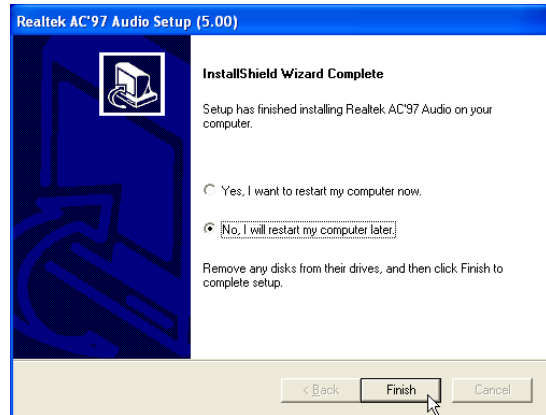 Realtek AC'97 Audio Setup (5.00)
InstallShield Wizard Complete
Setup has finished installing Realtek AC'97 Audio on your
computer.
Yes, I want to restart my computer now.
No, I will restart my computer later.
Remove any disks from their drives, and then click Finish to
complete setup.
< Back Finish Cancel